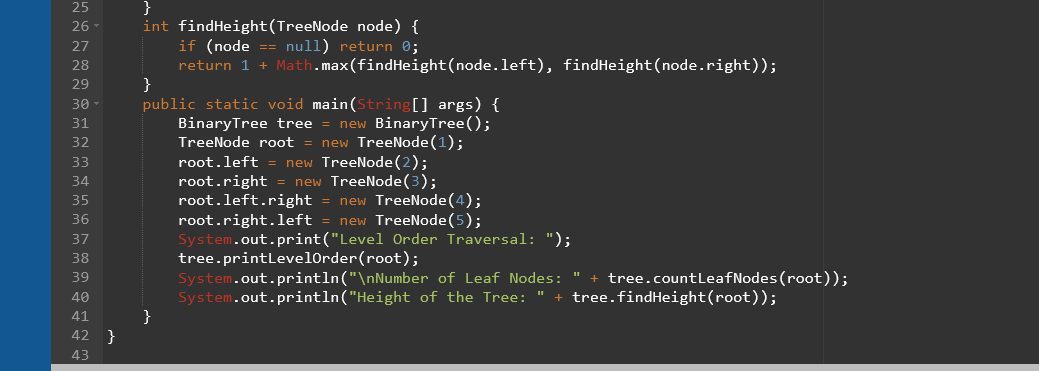 25     }
26     int findHeight(TreeNode node) {
27         if (node == null) return 0;
28         return 1 + Math.max(findHeight(node.left), findHeight(node.right));
29     }
30     public static void main(String[] args) {
31         BinaryTree tree = new BinaryTree();
32         TreeNode root = new TreeNode(1);
33         root.left = new TreeNode(2);
34         root.right = new TreeNode(3);
35         root.left.right = new TreeNode(4);
36         root.right.left = new TreeNode(5);
37         System.out.print("Level Order Traversal: ");
38         tree.printLevelOrder(root);
39         System.out.println("\nNumber of Leaf Nodes: " + tree.countLeafNodes(root));
40         System.out.println("Height of the Tree: " + tree.findHeight(root));
41     }
42 }
43